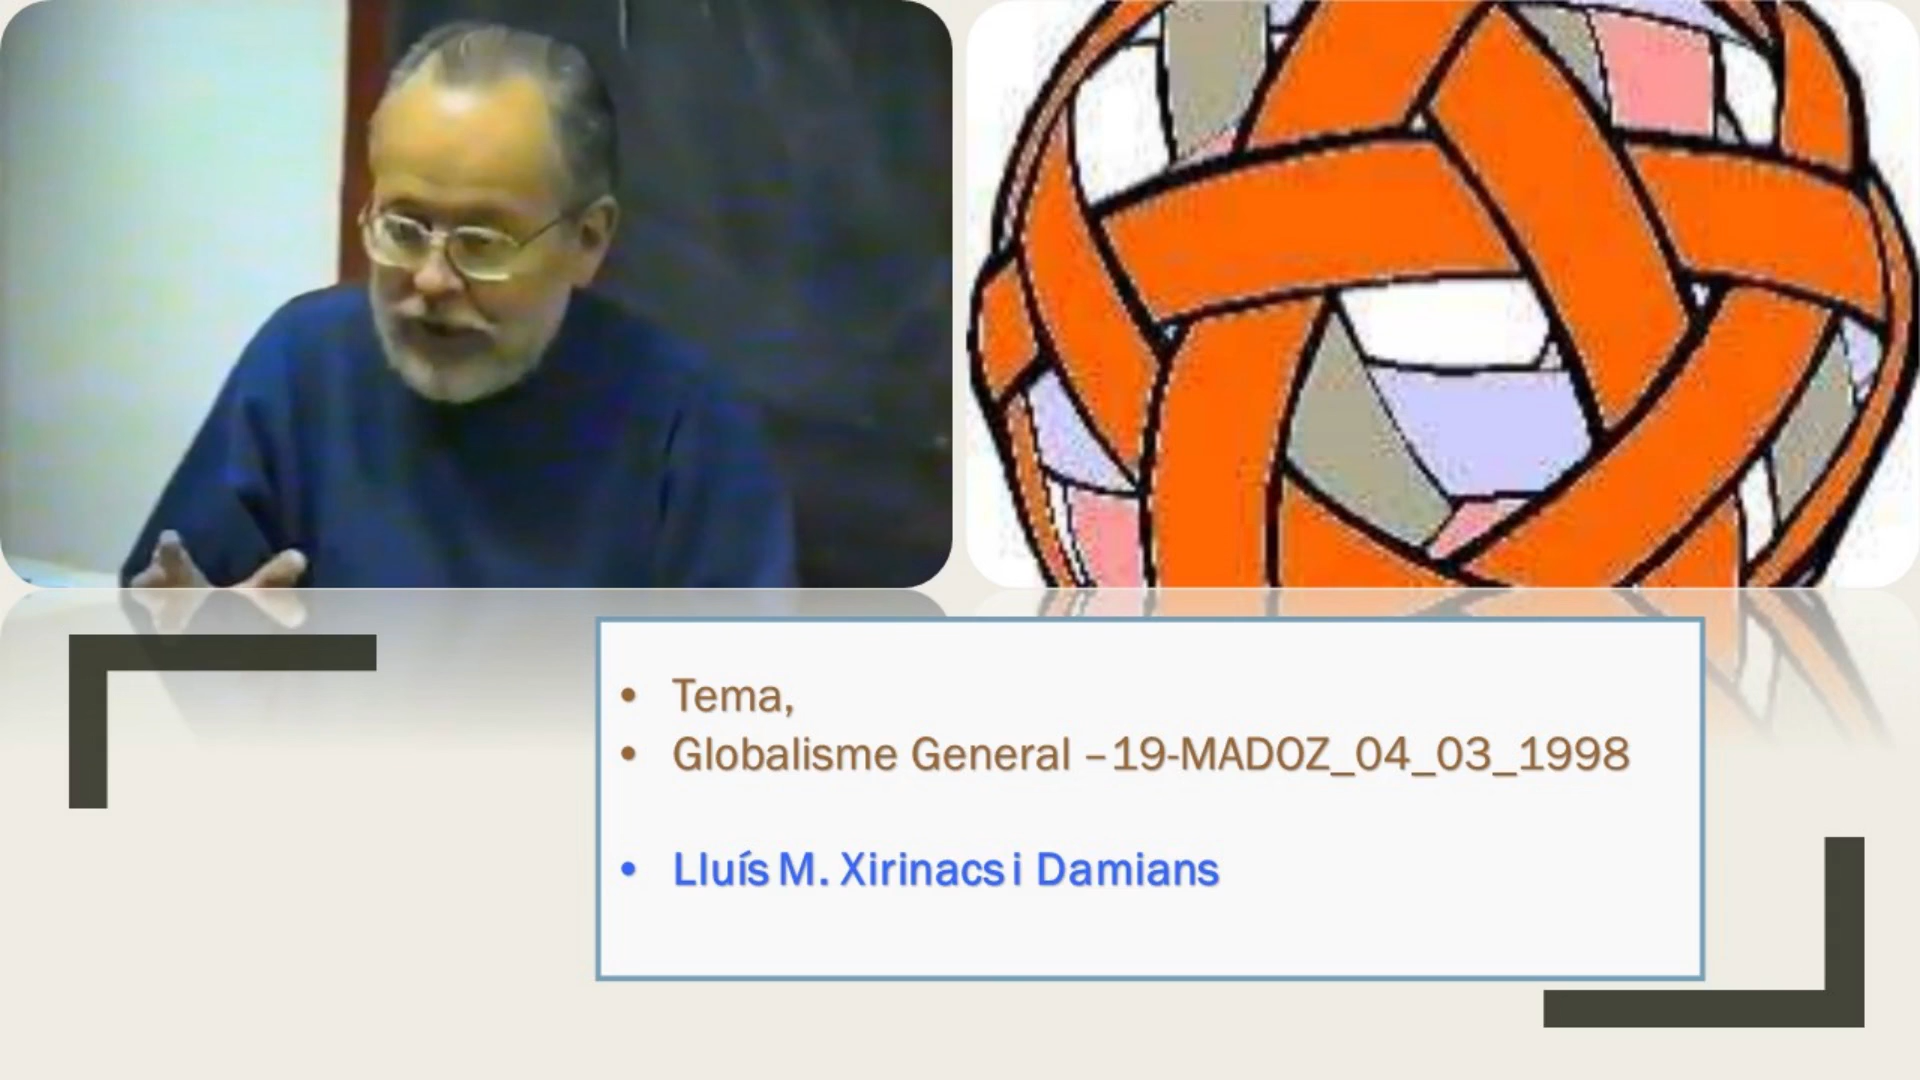 Tema,
Globalisme General –19-MADOZ_04_03_1998
Lluís M. Xirinacs i Damians